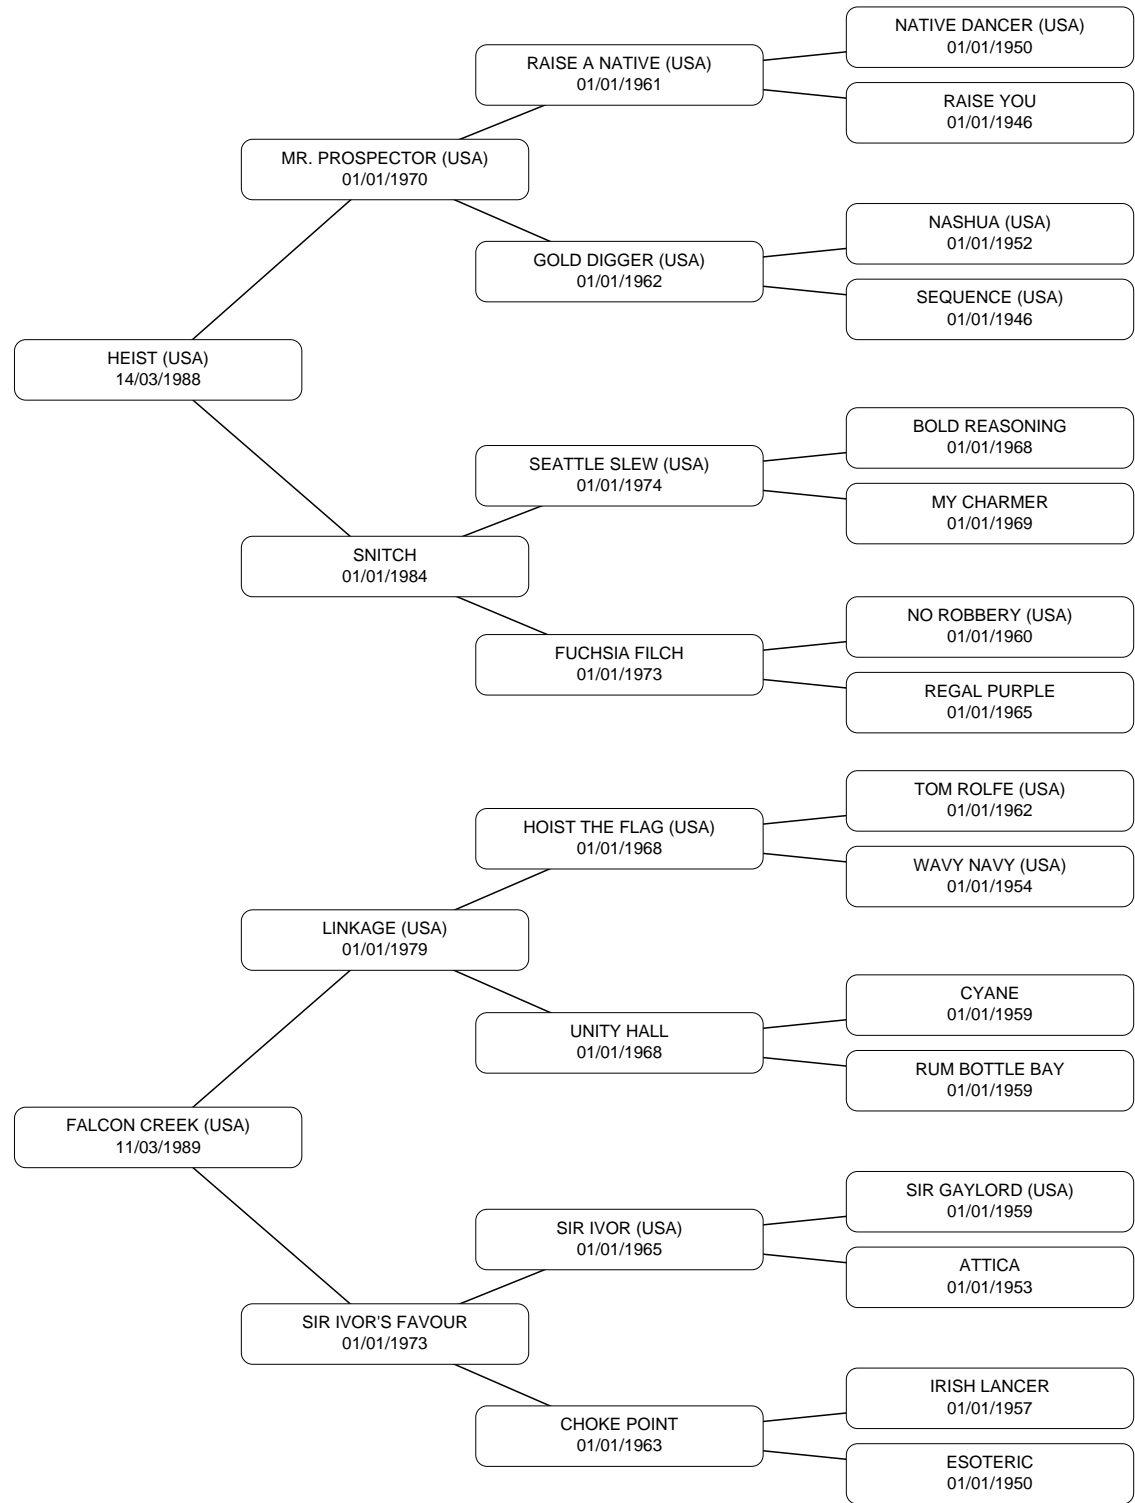 NATIVE DANCER (USA)
01/01/1950
RAISE A NATIVE (USA)
01/01/1961
RAISE YOU
01/01/1946
MR. PROSPECTOR (USA)
01/01/1970
NASHUA (USA)
01/01/1952
GOLD DIGGER (USA)
01/01/1962
SEQUENCE (USA)
01/01/1946
HEIST (USA)
14/03/1988
BOLD REASONING
01/01/1968
SEATTLE SLEW (USA)
01/01/1974
MY CHARMER
01/01/1969
SNITCH
01/01/1984
NO ROBBERY (USA)
01/01/1960
FUCHSIA FILCH
01/01/1973
REGAL PURPLE
01/01/1965
TOM ROLFE (USA)
01/01/1962
HOIST THE FLAG (USA)
01/01/1968
WAVY NAVY (USA)
01/01/1954
LINKAGE (USA)
01/01/1979
CYANE
01/01/1959
UNITY HALL
01/01/1968
RUM BOTTLE BAY
01/01/1959
FALCON CREEK (USA)
11/03/1989
SIR GAYLORD (USA)
01/01/1959
SIR IVOR (USA)
01/01/1965
ATTICA
01/01/1953
SIR IVOR'S FAVOUR
01/01/1973
IRISH LANCER
01/01/1957
CHOKE POINT
01/01/1963
ESOTERIC
01/01/1950